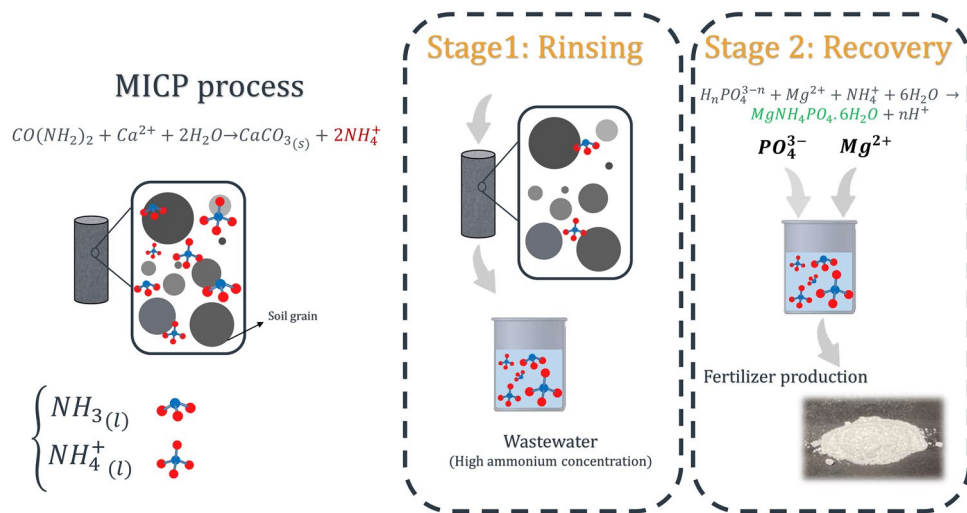 MICP process
CO(NH₂)₂ + Ca²⁺ + 2H₂O→CaCO₃₍ₛ₎ + 2NH₄⁺
Soil grain
NH₃₍ₗ₎
NH₄⁺₍ₗ₎
Stage1: Rinsing
Wastewater
(High ammonium concentration)
Stage 2: Recovery
HₙPO₄³⁻ⁿ + Mg²⁺ + NH₄⁺ + 6H₂O →
MgNH₄PO₄.6H₂O + nH⁺
PO₄³⁻ Mg²⁺
Fertilizer production